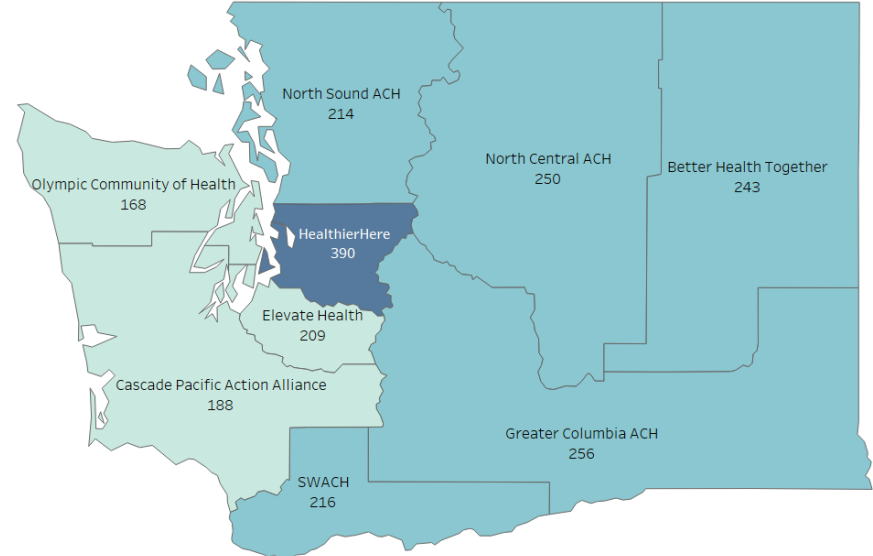 North Sound ACH
214
North Central ACH
250
Better Health Together
243
Olympic Community of Health
168
HealthierHere
390
Elevate Health
209
Cascade Pacific Action Alliance
188
Greater Columbia ACH
256
SWACH
216